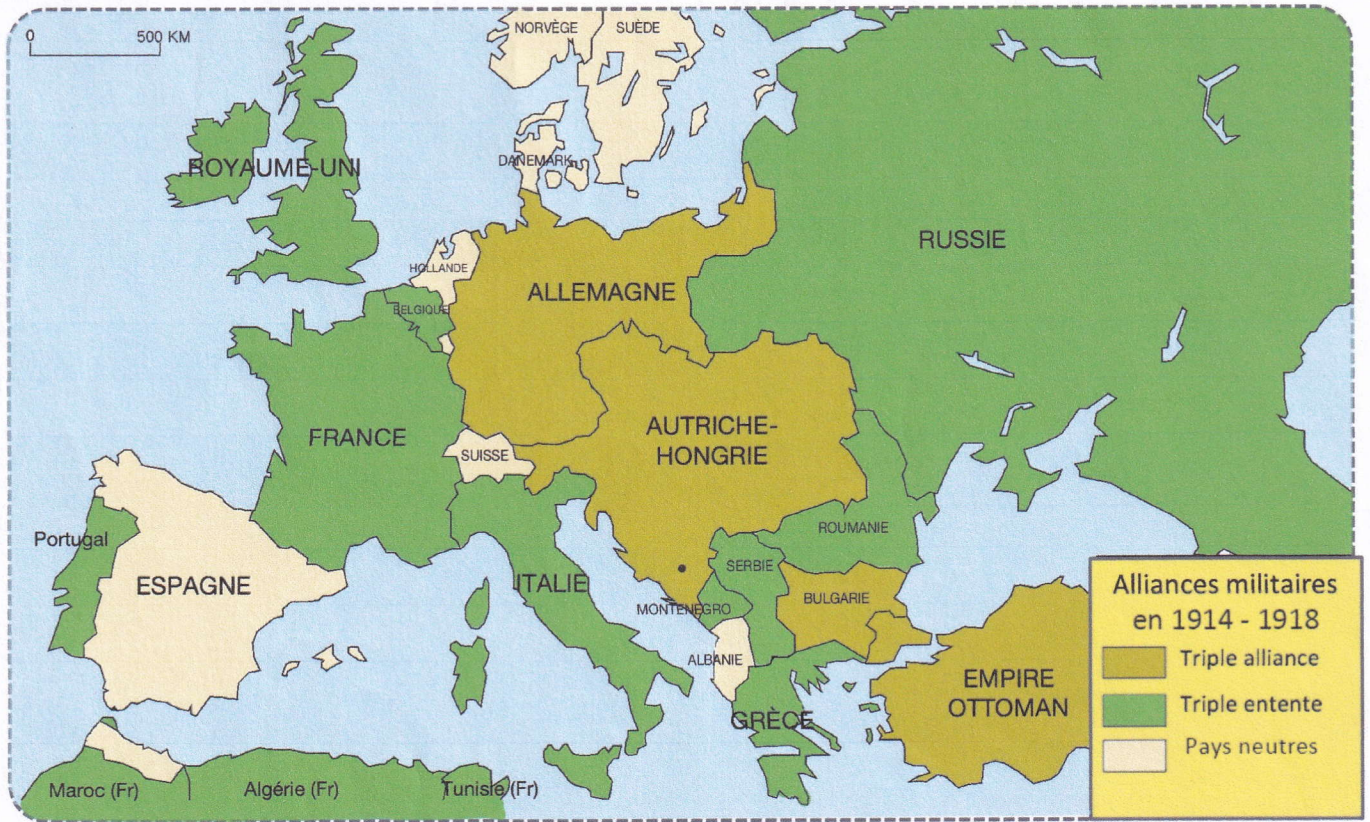 0 500 KM
NORVÈGE
SUÈDE
ROYAUME-UNI
DANEMARK
HOLLANDE
BELGIQUE
ALLEMAGNE
RUSSIE
FRANCE
SUISSE
AUTRICHE-
HONGRIE
Portugal
ESPAGNE
ITALIE
ROUMANIE
SERBIE
MONTÉNÉGRO
BULGARIE
ALBANIE
GRÈCE
EMPIRE
OTTOMAN
Maroc (Fr)
Algérie (Fr)
Tunisie (Fr)
Alliances militaires
en 1914 - 1918
Triple alliance
Triple entente
Pays neutres